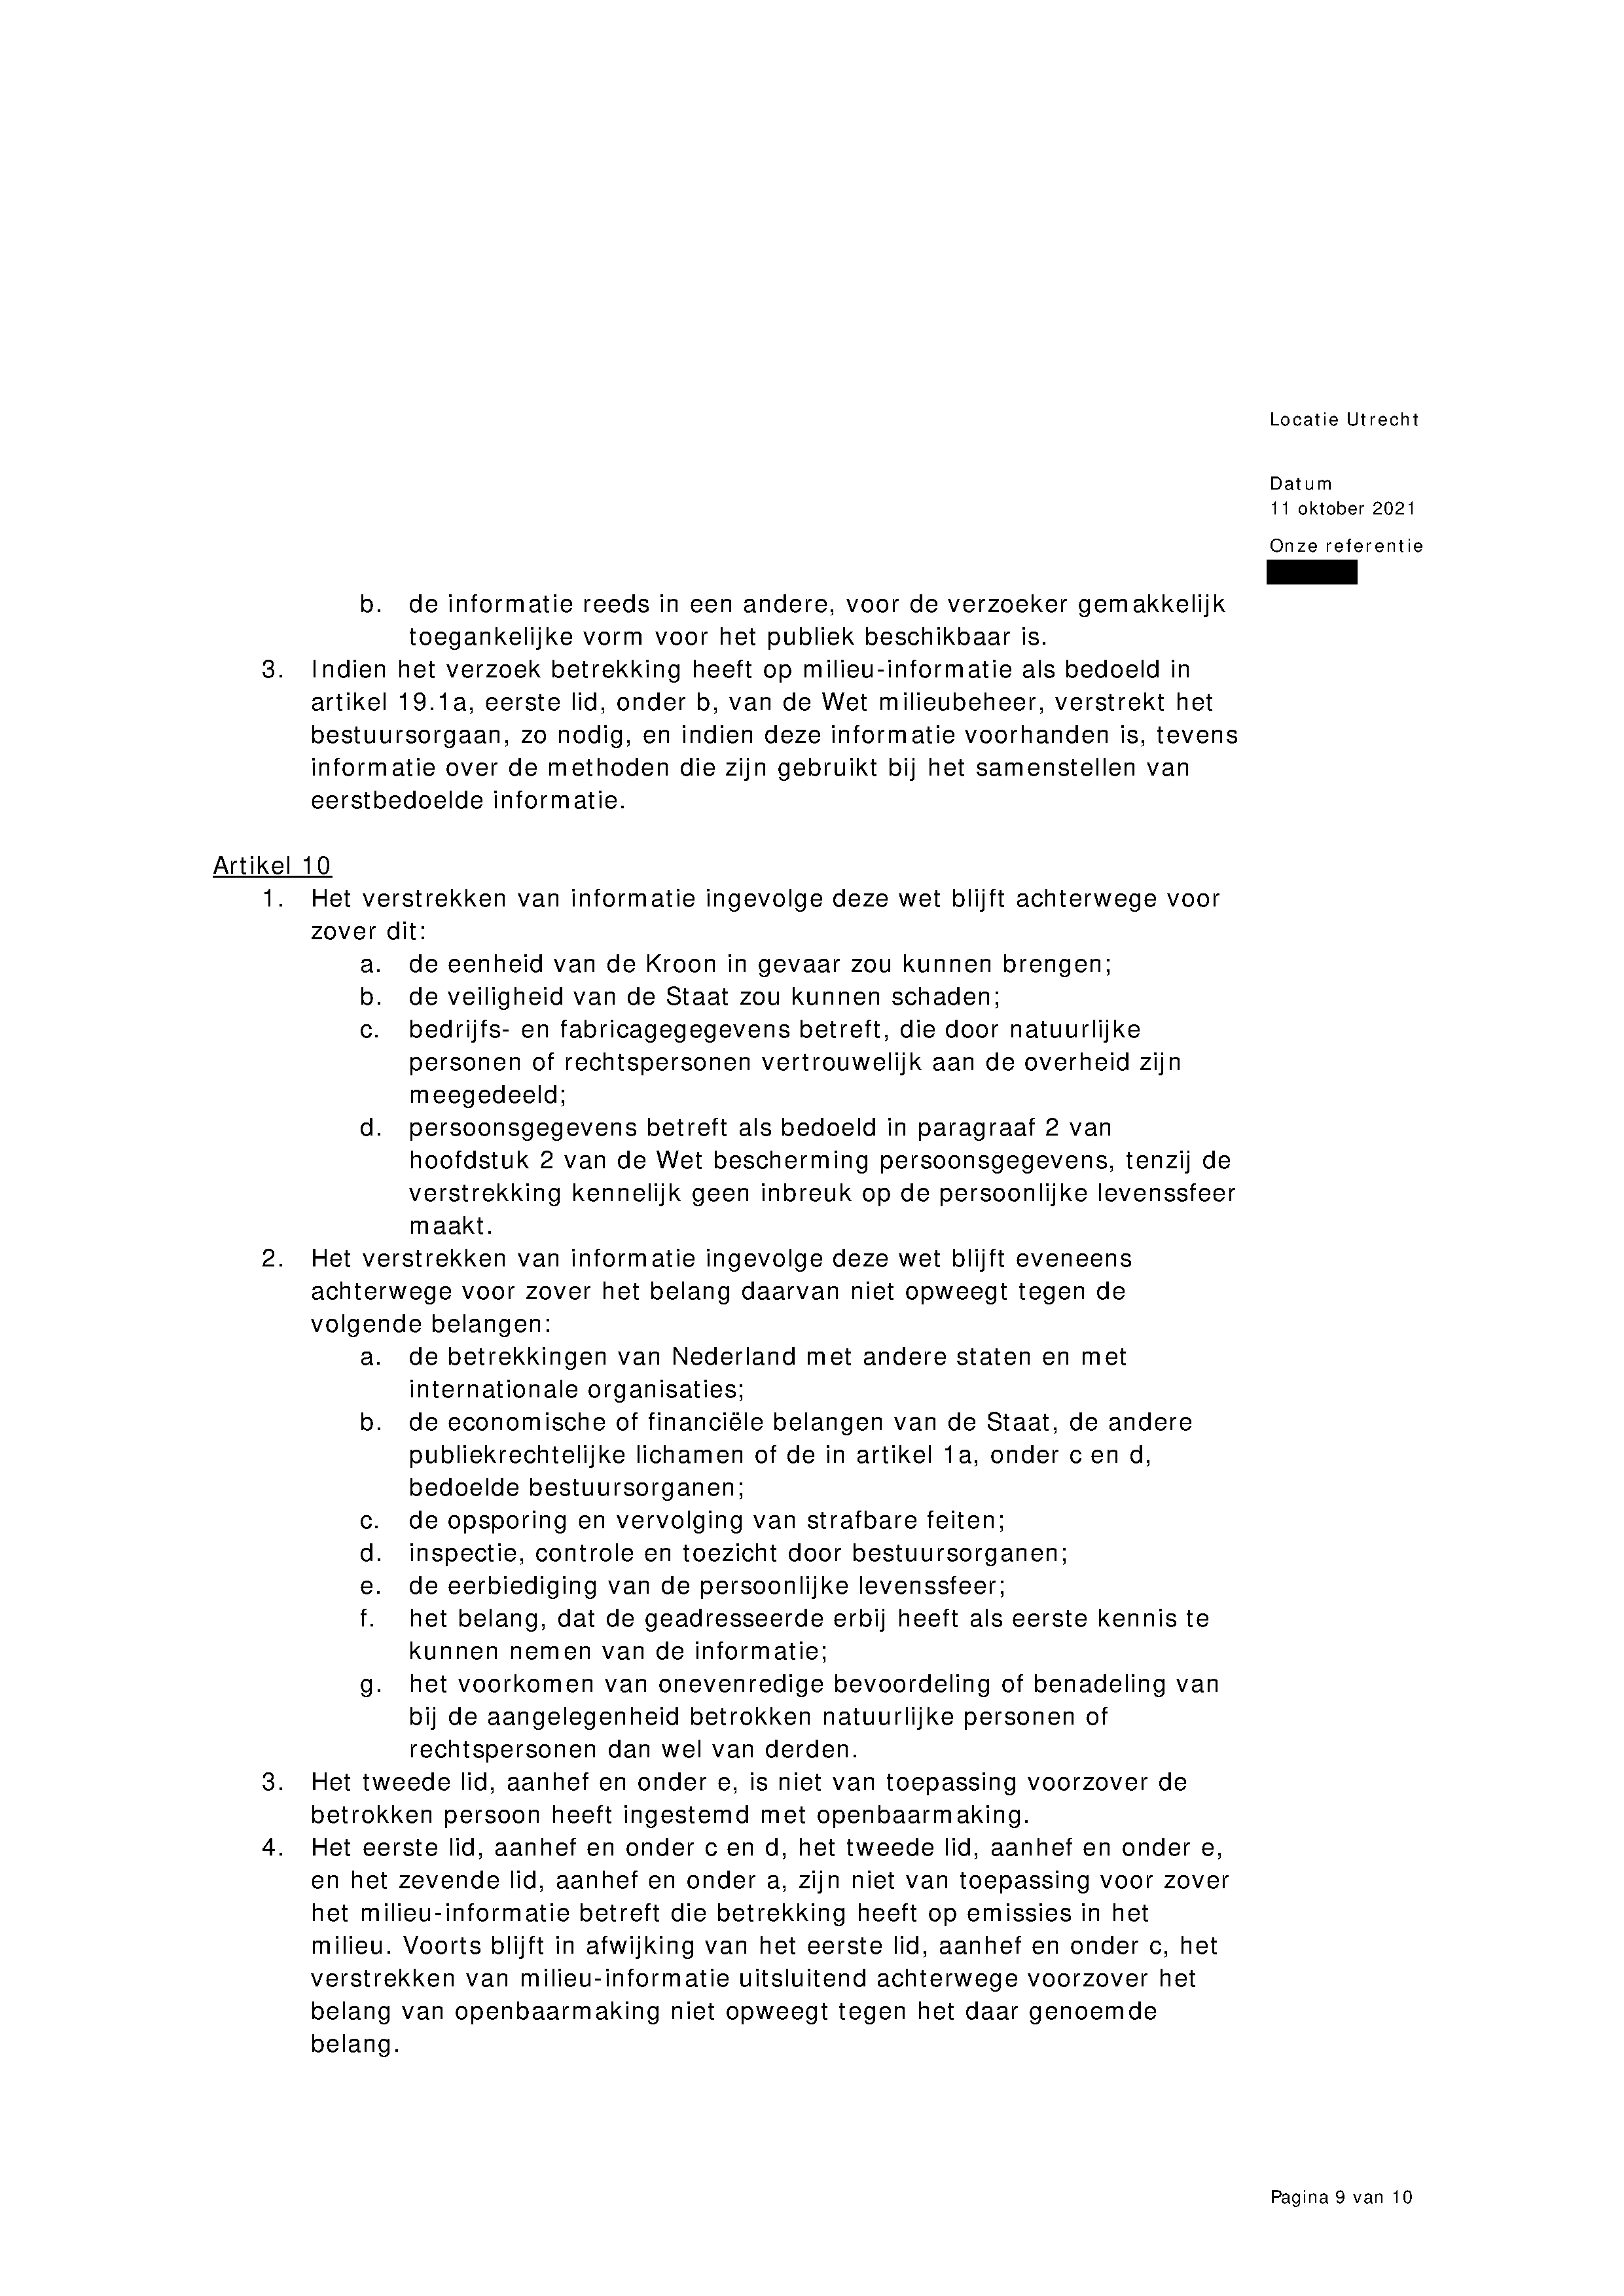 Locatie Utrecht
Datum
11 oktober 2021
Onze referentie
b. de informatie reeds in een andere, voor de verzoeker gemakkelijk
toegankelijke vorm voor het publiek beschikbaar is.
3. Indien het verzoek betrekking heeft op milieu-informatie als bedoeld in
artikel 19.1a, eerste lid, onder b, van de Wet milieubeheer, verstrekt het
bestuursorgaan, zo nodig, en indien deze informatie voorhanden is, tevens
informatie over de methoden die zijn gebruikt bij het samenstellen van
eerstbedoelde informatie.
Artikel 10
1. Het verstrekken van informatie ingevolge deze wet blijft achterwege voor
zover dit:
a. de eenheid van de Kroon in gevaar zou kunnen brengen;
b. de veiligheid van de Staat zou kunnen schaden;
c. bedrijfs- en fabricagegegevens betreft, die door natuurlijke
personen of rechtspersonen vertrouwelijk aan de overheid zijn
meegedeeld;
d. persoonsgegevens betreft als bedoeld in paragraaf 2 van
hoofdstuk 2 van de Wet bescherming persoonsgegevens, tenzij de
verstrekking kennelijk geen inbreuk op de persoonlijke levenssfeer
maakt.
2. Het verstrekken van informatie ingevolge deze wet blijft eveneens
achterwege voor zover het belang daarvan niet opweegt tegen de
volgende belangen:
a. de betrekkingen van Nederland met andere staten en met
internationale organisaties;
b. de economische of financiële belangen van de Staat, de andere
publiekrechtelijke lichamen of de in artikel 1a, onder c en d,
bedoelde bestuursorganen;
c. de opsporing en vervolging van strafbare feiten;
d. inspectie, controle en toezicht door bestuursorganen;
e. de eerbiediging van de persoonlijke levenssfeer;
f. het belang, dat de geadresseerde erbij heeft als eerste kennis te
kunnen nemen van de informatie;
g. het voorkomen van onevenredige bevoordeling of benadeling van
bij de aangelegenheid betrokken natuurlijke personen of
rechtspersonen dan wel van derden.
3. Het tweede lid, aanhef en onder e, is niet van toepassing voorzover de
betrokken persoon heeft ingestemd met openbaarmaking.
4. Het eerste lid, aanhef en onder c en d, het tweede lid, aanhef en onder e,
en het zevende lid, aanhef en onder a, zijn niet van toepassing voor zover
het milieu-informatie betreft die betrekking heeft op emissies in het
milieu. Voorts blijft in afwijking van het eerste lid, aanhef en onder c, het
verstrekken van milieu-informatie uitsluitend achterwege voorzover het
belang van openbaarmaking niet opweegt tegen het daar genoemde
belang.
Pagina 9 van 10